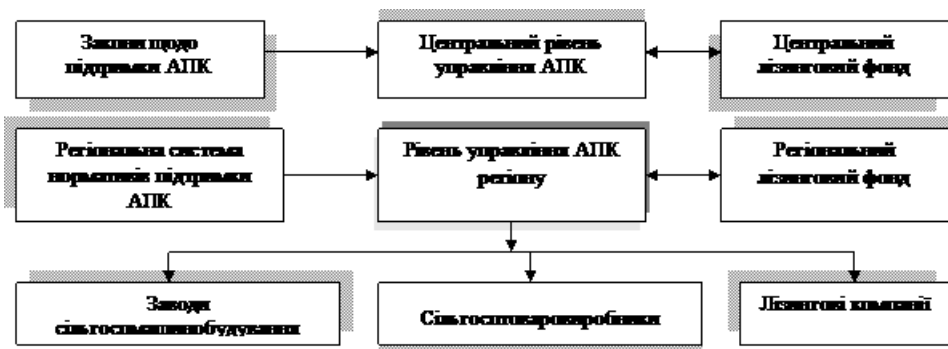 Закони щодо
підтримки АПК
Центральний рівень
управління АПК
Центральний
лізинговий фонд
Регіональна система
нормативів підтримки
АПК
Рівень управління АПК
регіону
Регіональний
лізинговий фонд
Заводи
сільгоспмашинобудування
Сільгосптоваровиробники
Лізингові компанії